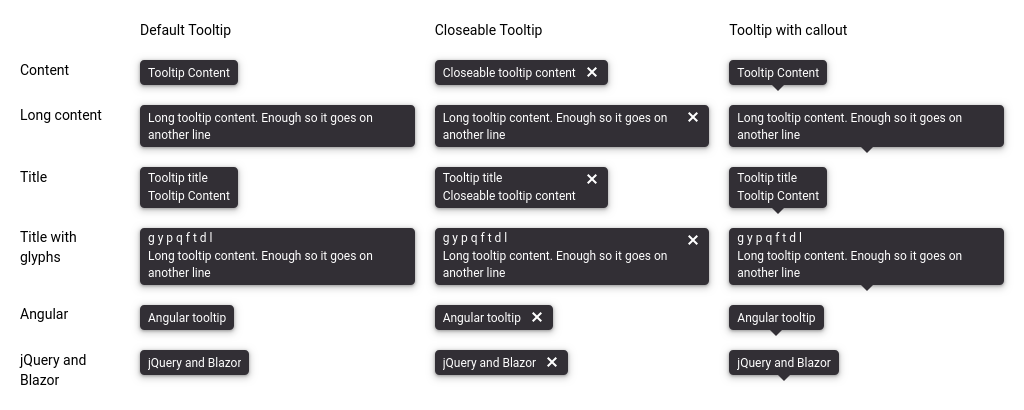 Default Tooltip Closeable Tooltip Tooltip with callout
Content Tooltip Content Closeable tooltip content Tooltip Content
Long content Long tooltip content. Enough so it goes on Long tooltip content. Enough so it goes on Long tooltip content. Enough so it goes on
another line another line another line
Title Tooltip title Tooltip title Tooltip title
Tooltip Content Closeable tooltip content Tooltip Content
Title with g y p q f t d l g y p q f t d l g y p q f t d l
glyphs Long tooltip content. Enough so it goes on Long tooltip content. Enough so it goes on Long tooltip content. Enough so it goes on
another line another line another line
Angular Angular tooltip Angular tooltip Angular tooltip
jQuery and jQuery and Blazor jQuery and Blazor jQuery and Blazor
Blazor